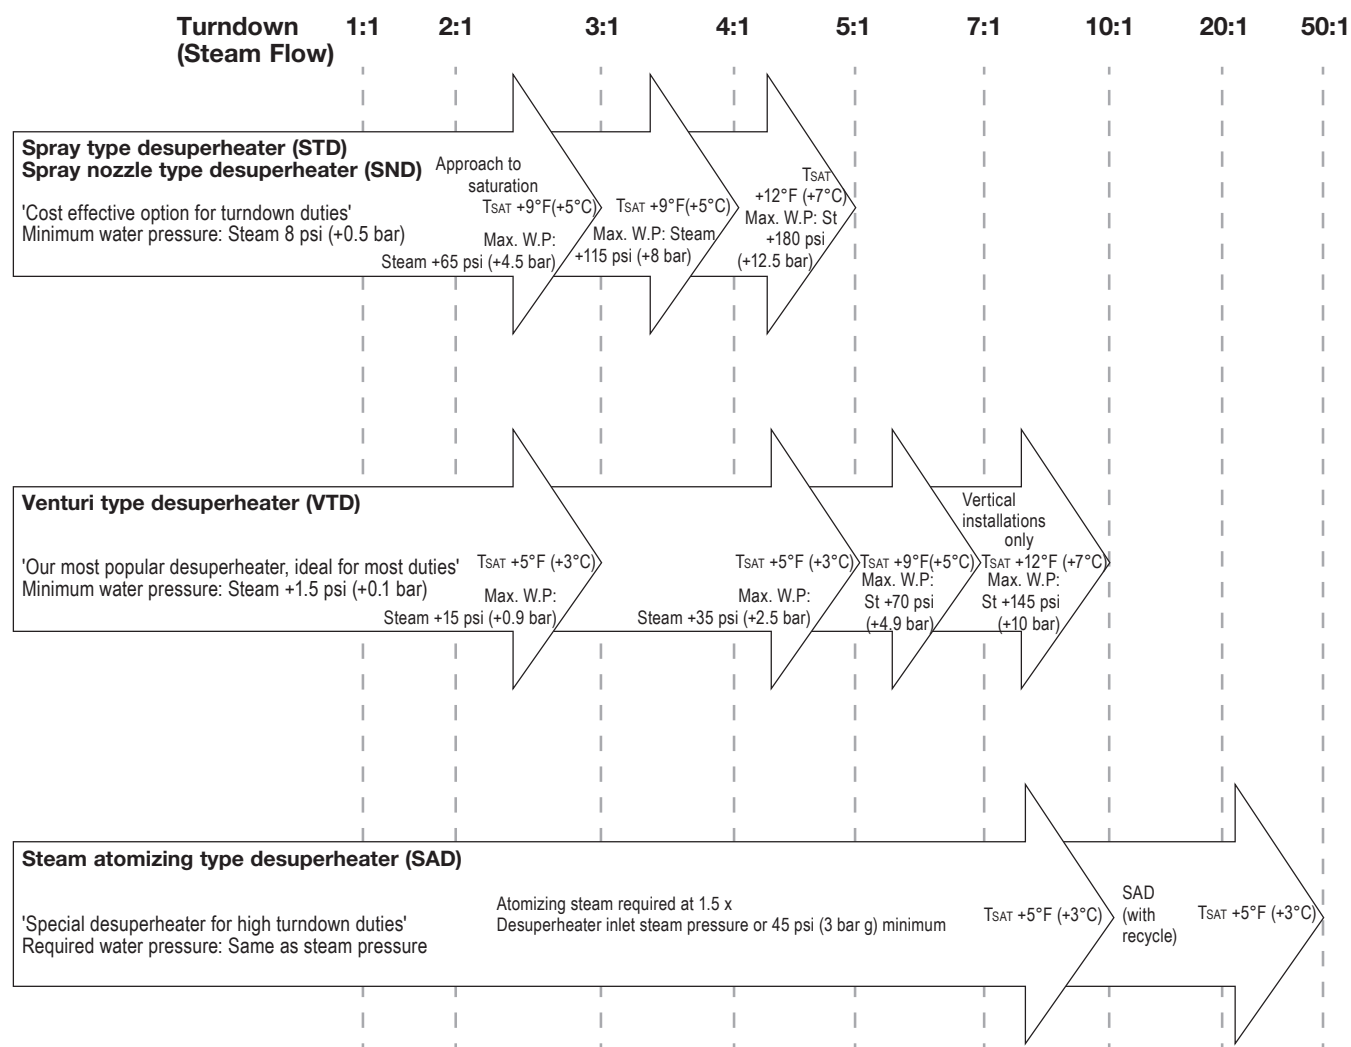 Turndown
(Steam Flow)
1:1 2:1 3:1 4:1 5:1 7:1 10:1 20:1 50:1
Spray type desuperheater (STD)
Spray nozzle type desuperheater (SND)
'Cost effective option for turndown duties'
Minimum water pressure: Steam 8 psi (+0.5 bar)
Approach to
saturation
TSAT +9°F(+5°C)
Max. W.P:
Steam +65 psi (+4.5 bar)
TSAT +9°F(+5°C)
Max. W.P: Steam
+115 psi (+8 bar)
TSAT
+12°F (+7°C)
Max. W.P: St
+180 psi
(+12.5 bar)
Venturi type desuperheater (VTD)
'Our most popular desuperheater, ideal for most duties'
Minimum water pressure: Steam +1.5 psi (+0.1 bar)
TSAT +5°F (+3°C)
Max. W.P:
Steam +15 psi (+0.9 bar)
TSAT +5°F (+3°C)
Max. W.P:
Steam +35 psi (+2.5 bar)
TSAT +9°F(+5°C)
Max. W.P:
St +70 psi
(+4.9 bar)
Vertical
installations
only
TSAT +12°F (+7°C)
Max. W.P:
St +145 psi
(+10 bar)
Steam atomizing type desuperheater (SAD)
'Special desuperheater for high turndown duties'
Required water pressure: Same as steam pressure
Atomizing steam required at 1.5 x
Desuperheater inlet steam pressure or 45 psi (3 bar g) minimum
TSAT +5°F (+3°C)
SAD
(with
recycle)
TSAT +5°F (+3°C)